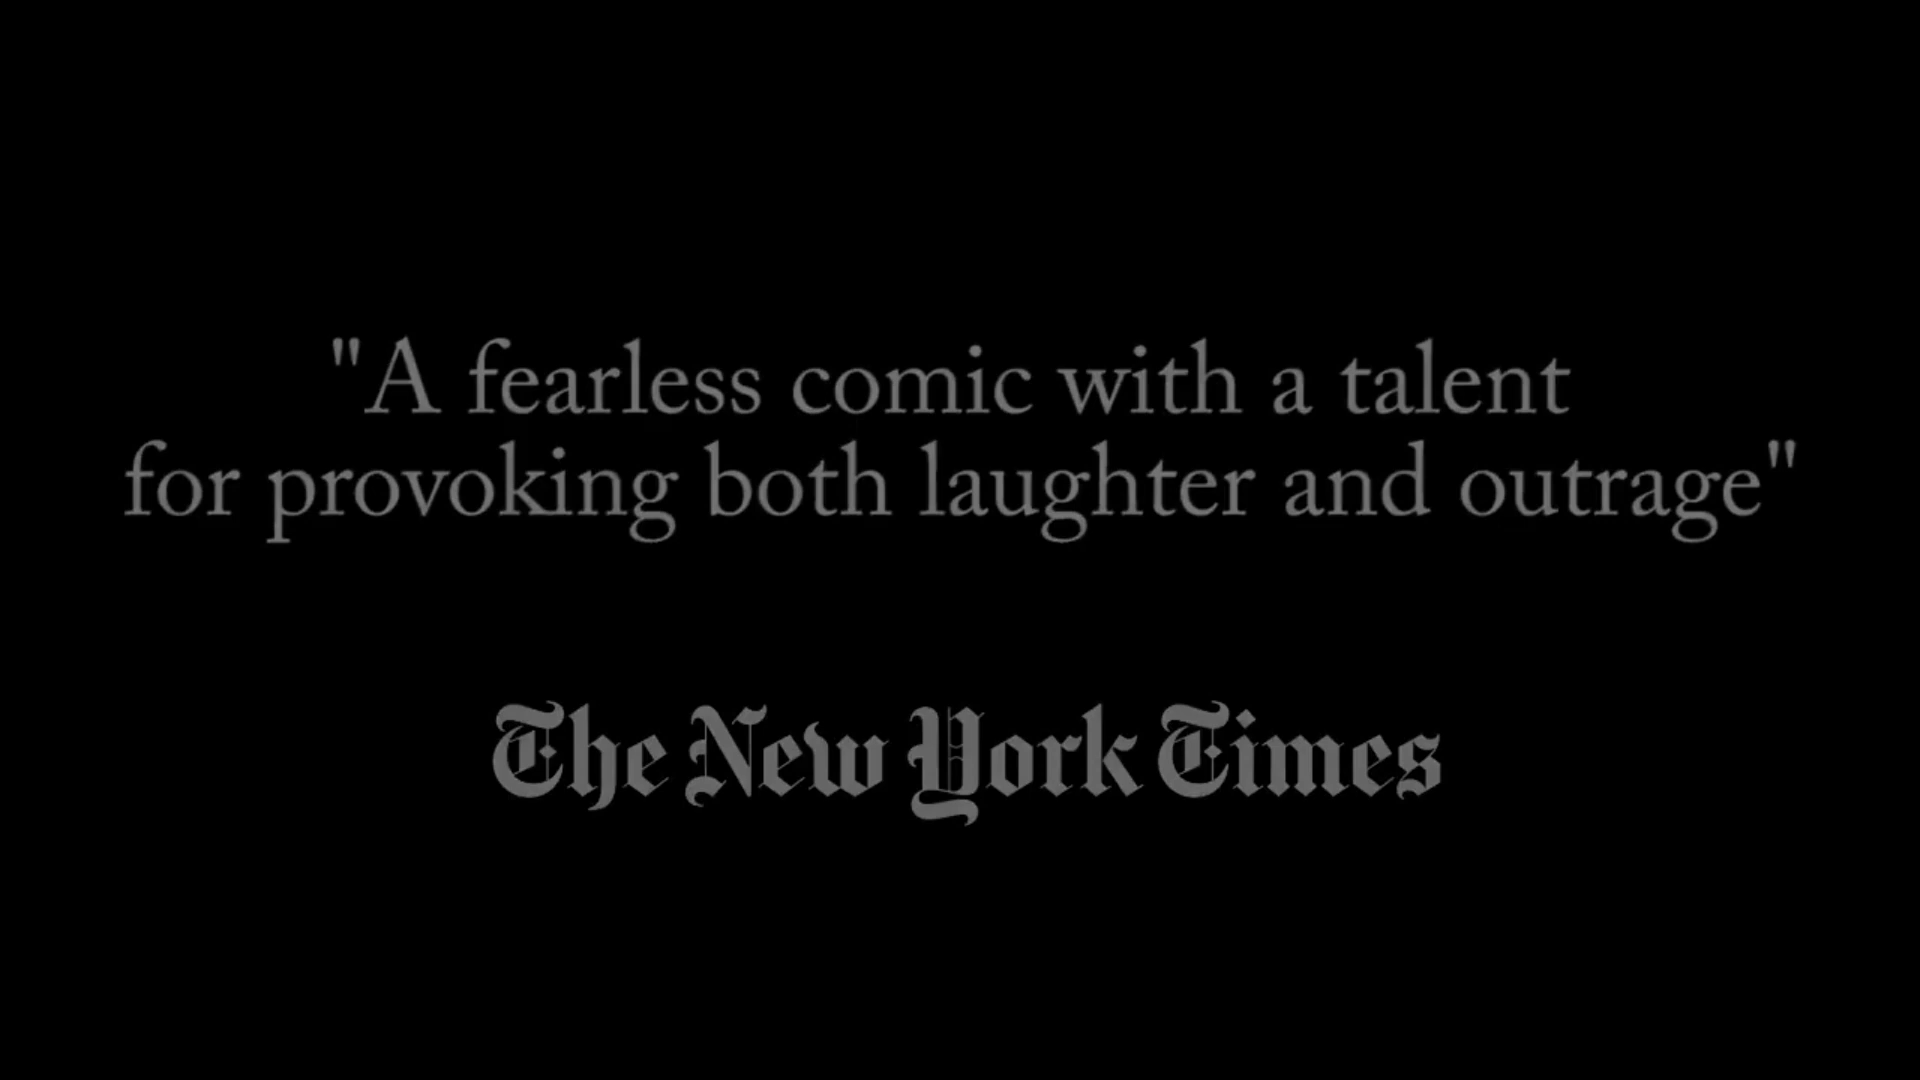 "A fearless comic with a talent
for provoking both laughter and outrage"
The New York Times